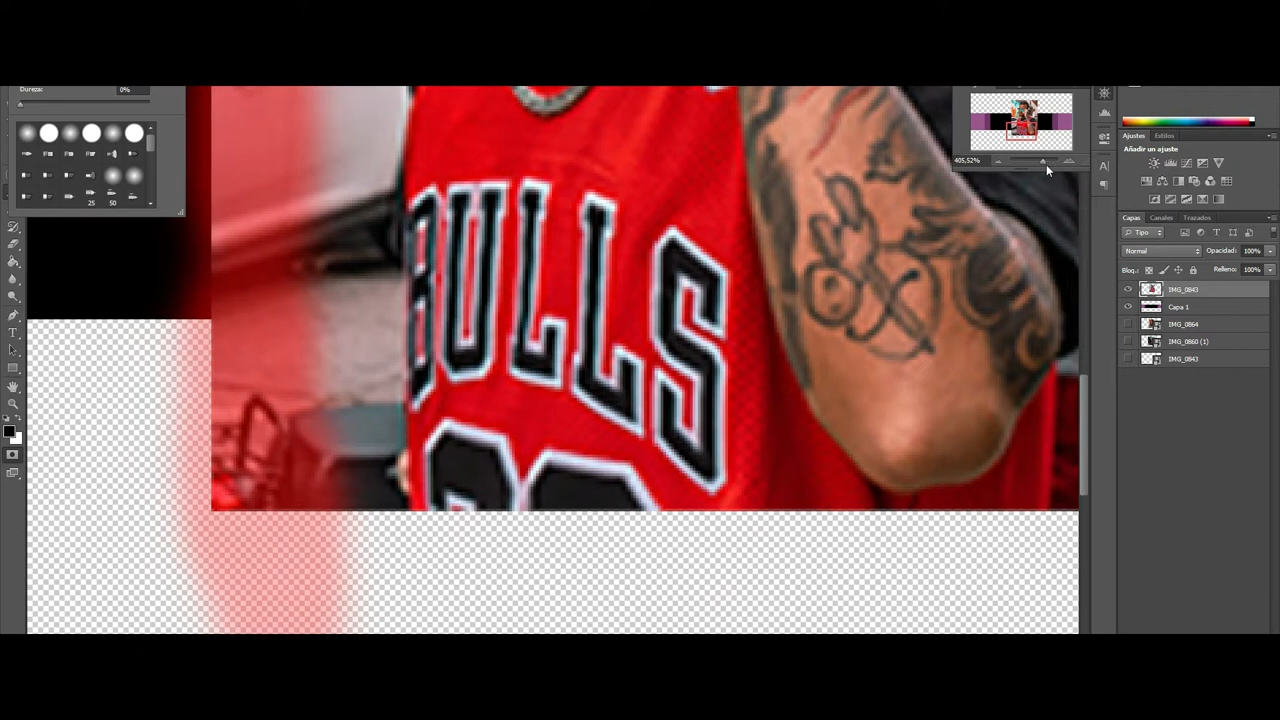 Dureza:
0%
25
50
405,52%
Ajustes
Estilos
Añadir un ajuste
Capas
Canales
Trazados
Tipo
Normal
Opacidad:
100%
Bloq.:
Relleno:
100%
IMG_0843
Capa 1
IMG_0864
IMG_0860 (1)
IMG_0843
BULLS